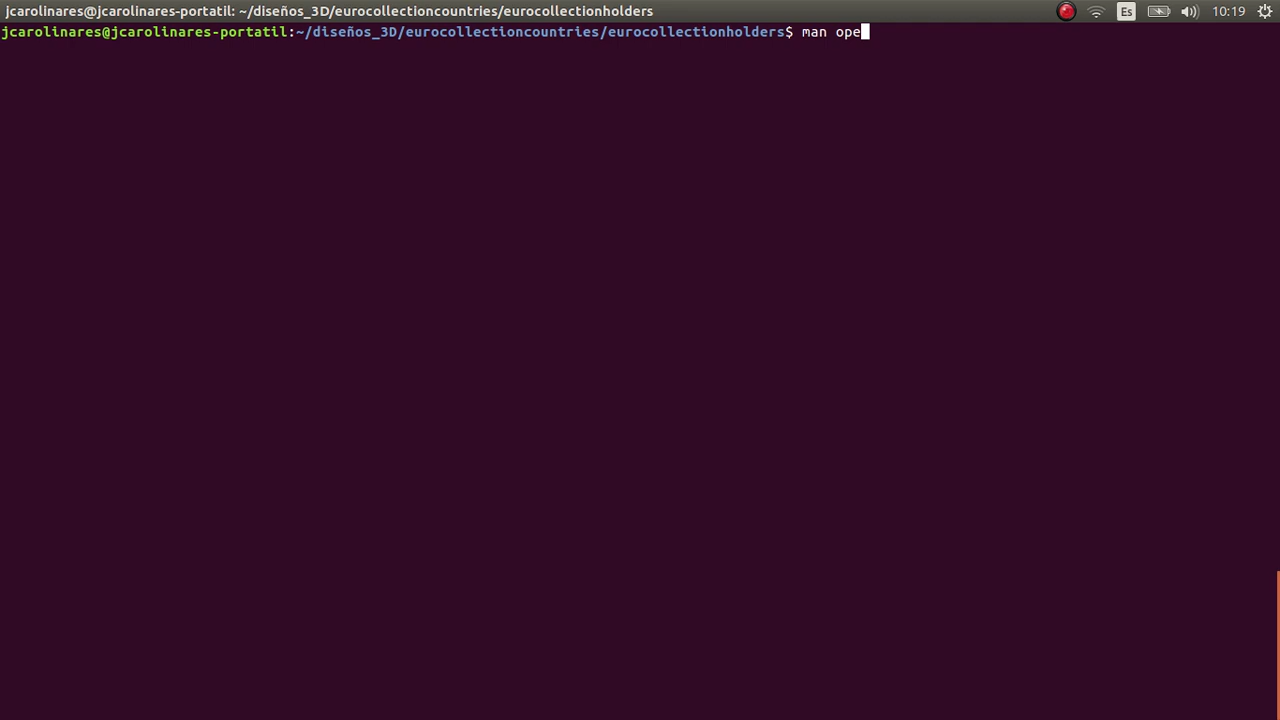 jcarolinares@jcarolinares-portatil: ~/diseños_3D/eurocollectioncountries/eurocollectionholders Es 10:19
jcarolinares@jcarolinares-portatil:~/diseños_3D/eurocollectioncountries/eurocollectionholders$ man ope